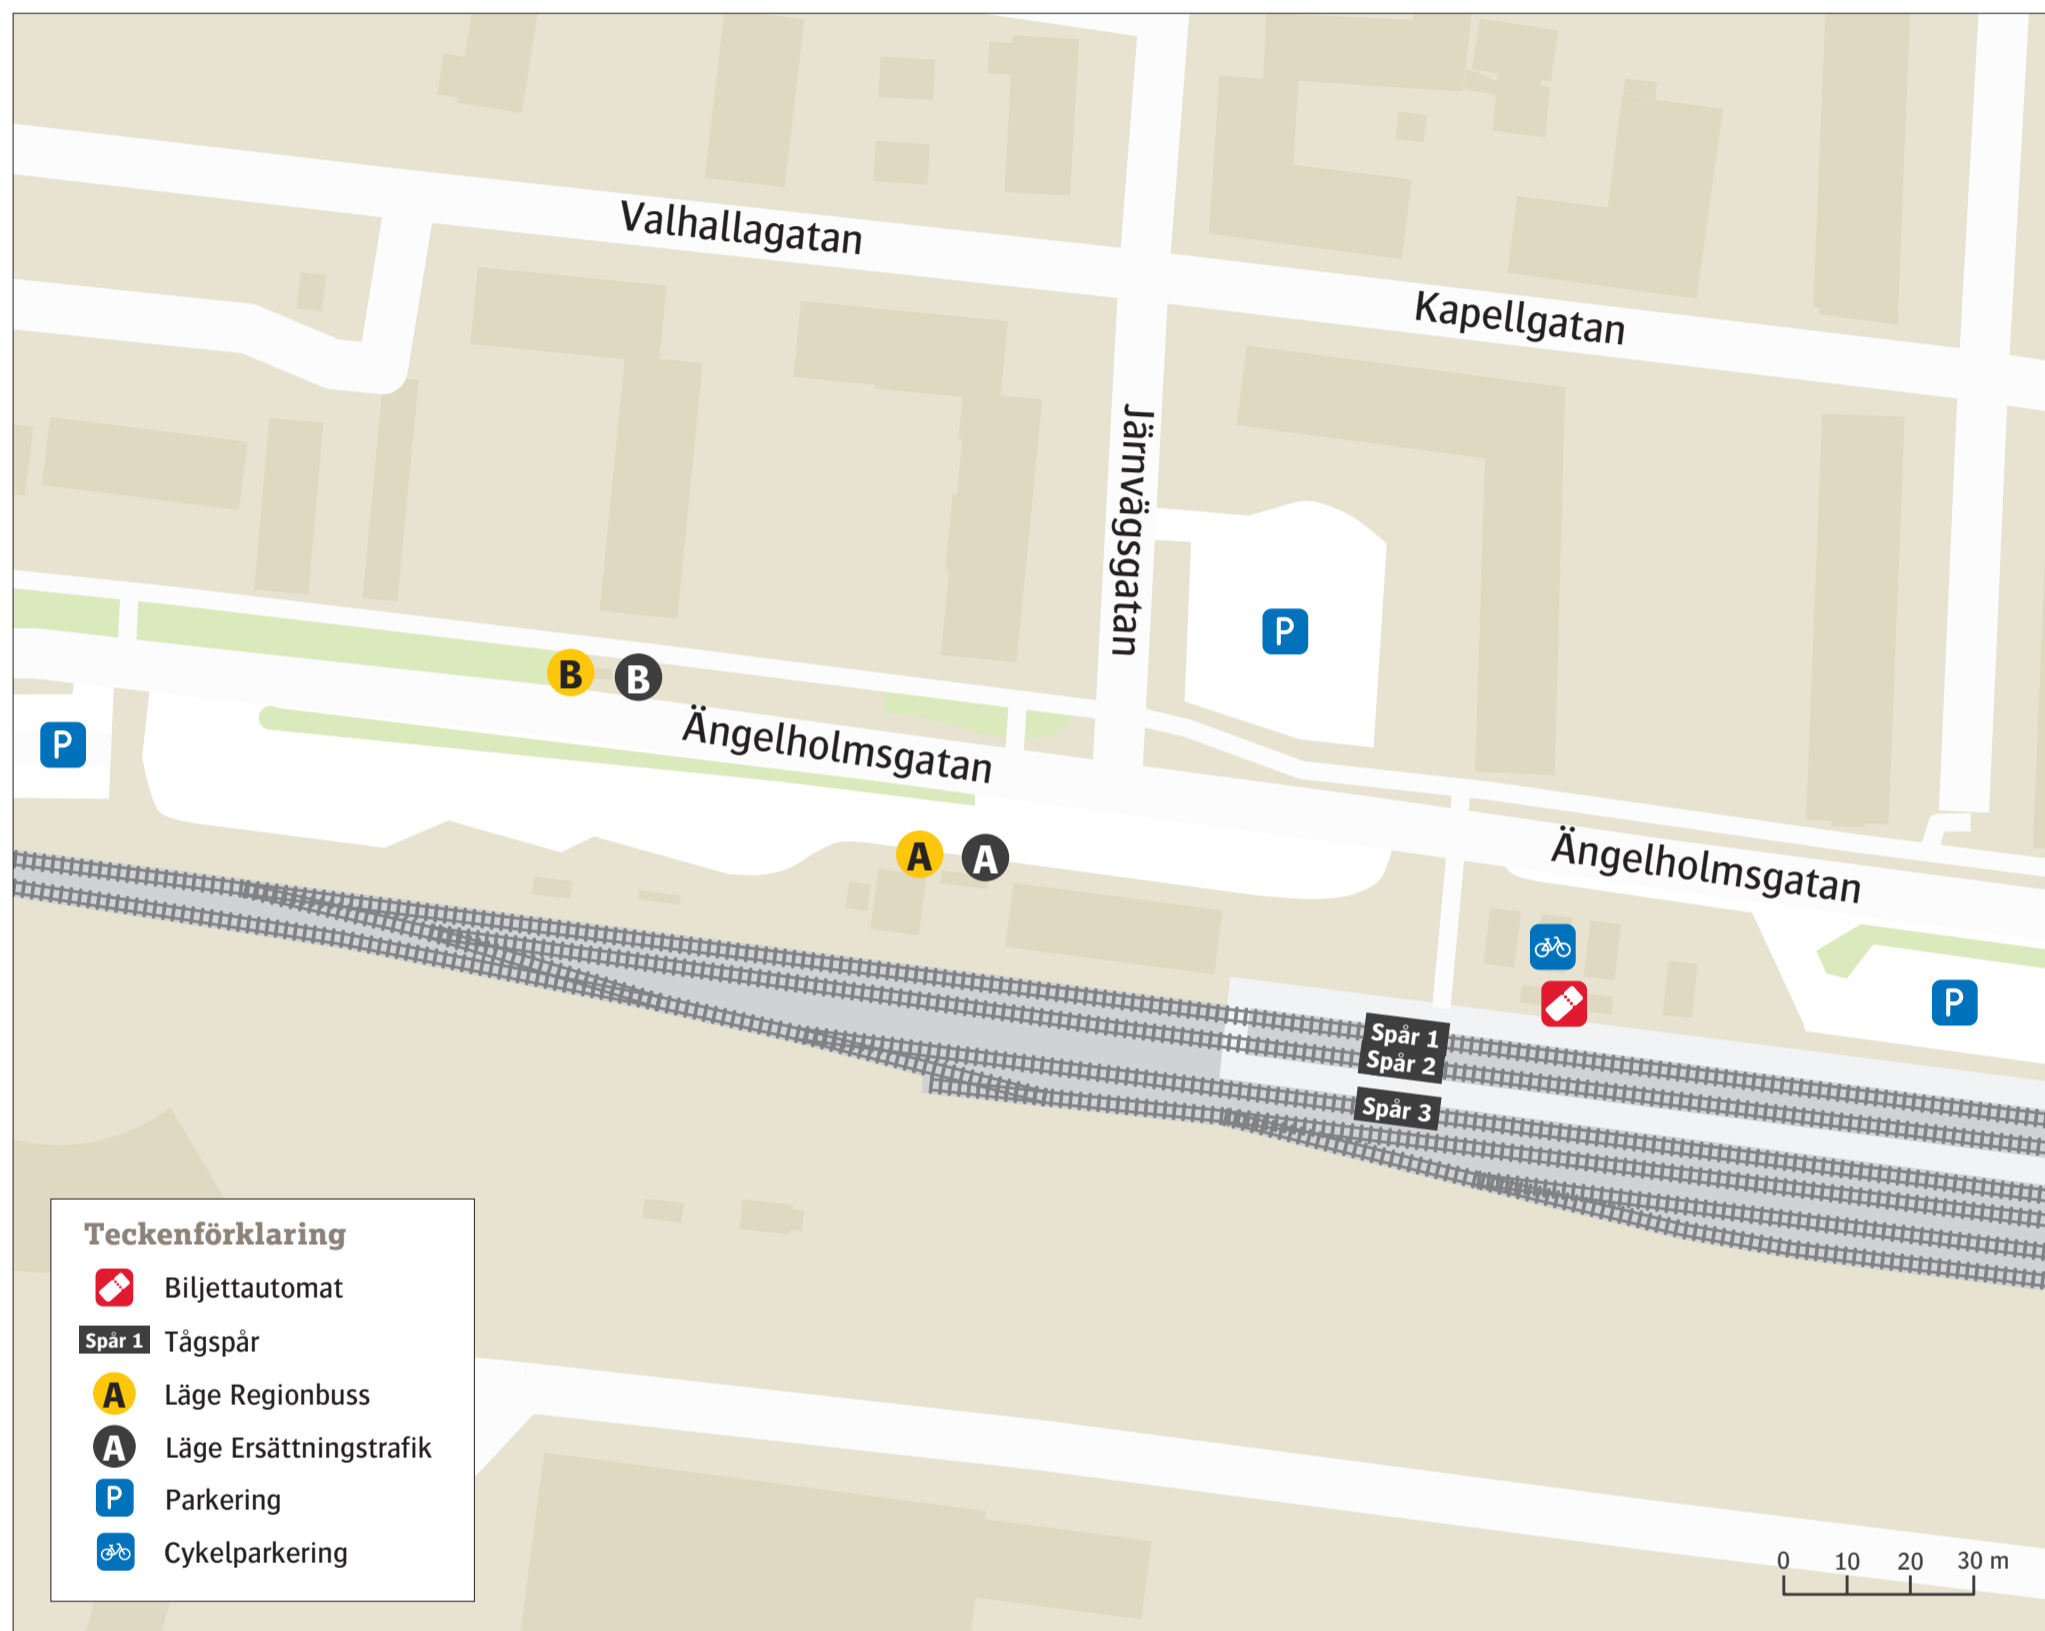 Valhallagatan
Kapellgatan
Järnvägsgatan
P
B
B
Ängelholmsgatan
P
A
A
Ängelholmsgatan
P
Spår 1
Spår 2
Spår 3
Teckenförklaring
Biljettautomat
Spår 1 Tågspår
A Läge Regionbuss
A Läge Ersättningstrafik
P Parkering
Cykelparkering
0 10 20 30 m